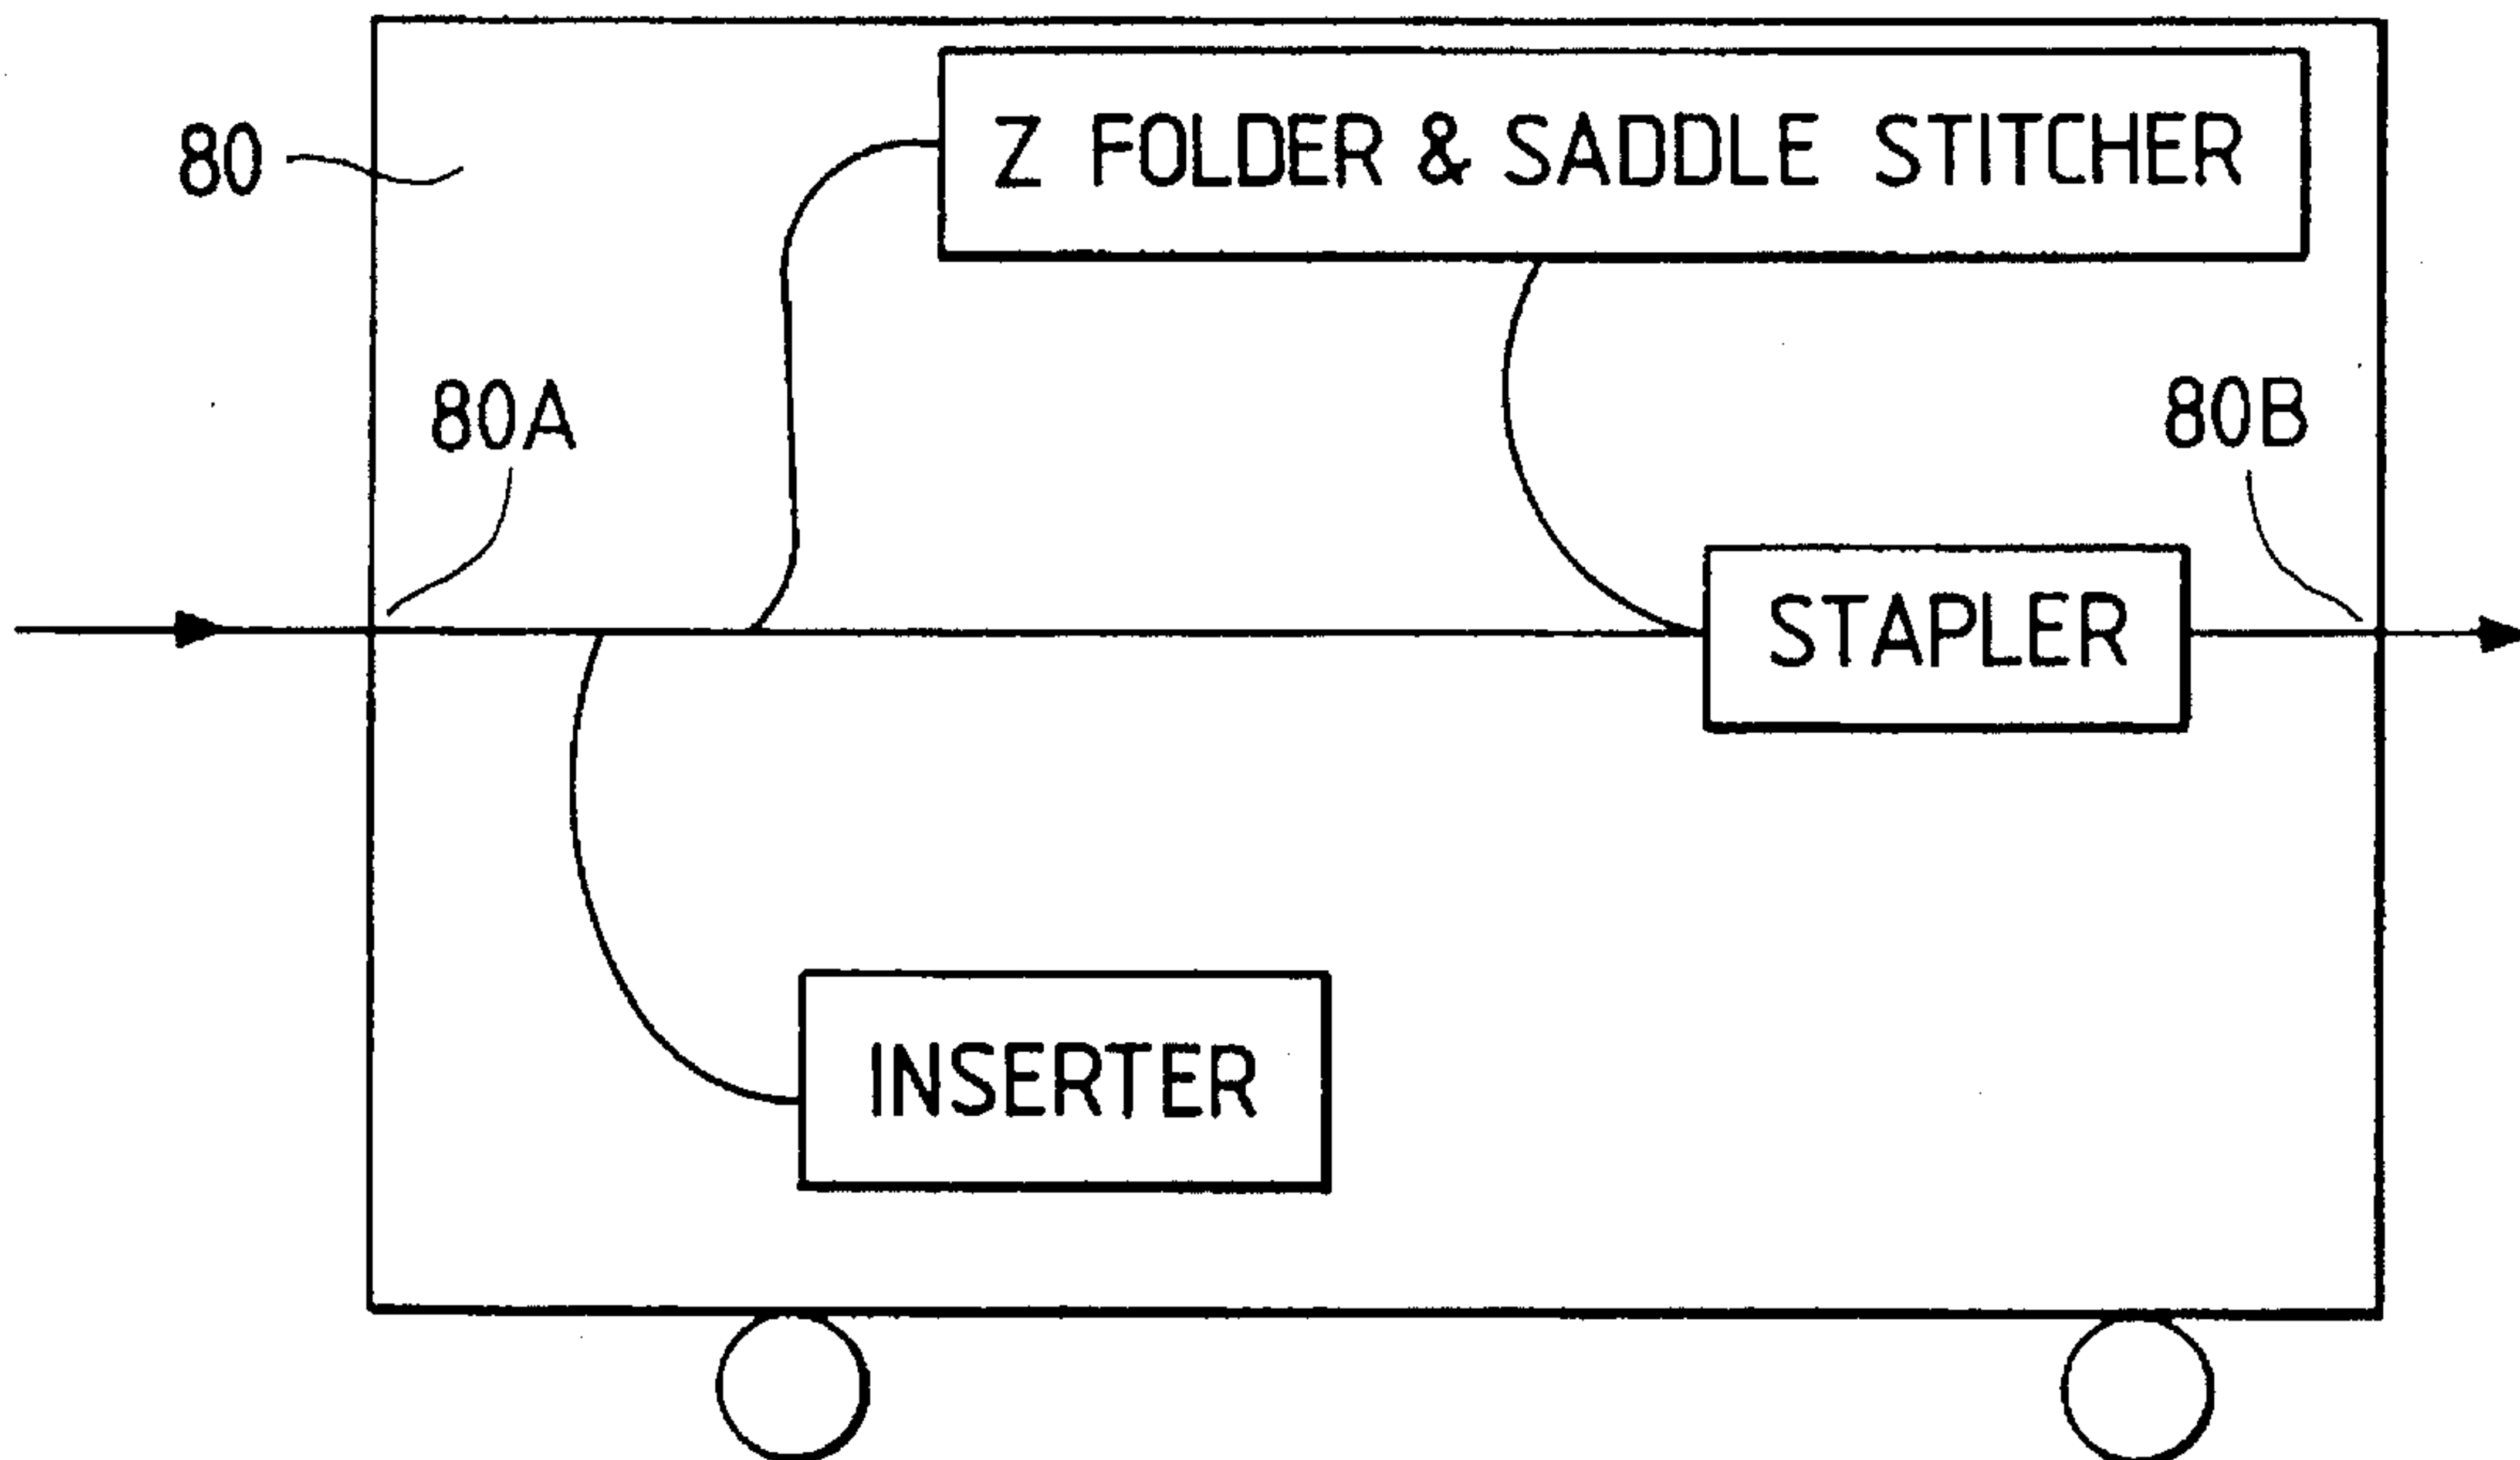 Z FOLDER & SADDLE STITCHER
80
80A
80B
STAPLER
INSERTER